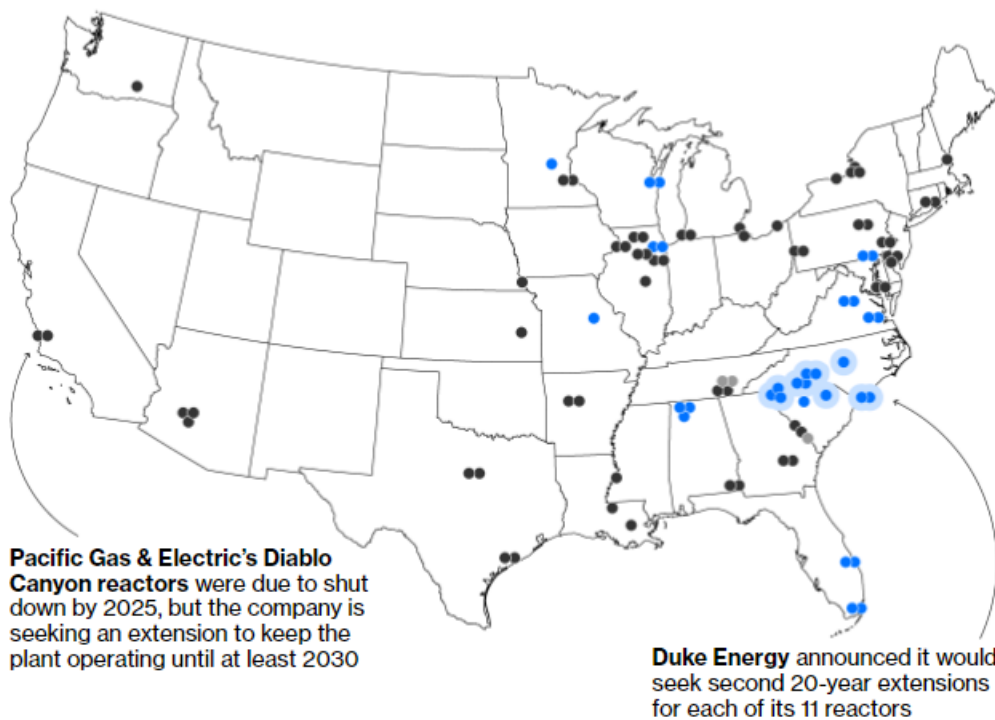 Pacific Gas & Electric’s Diablo
Canyon reactors were due to shut
down by 2025, but the company is
seeking an extension to keep the
plant operating until at least 2030
Duke Energy announced it would
seek second 20-year extensions
for each of its 11 reactors